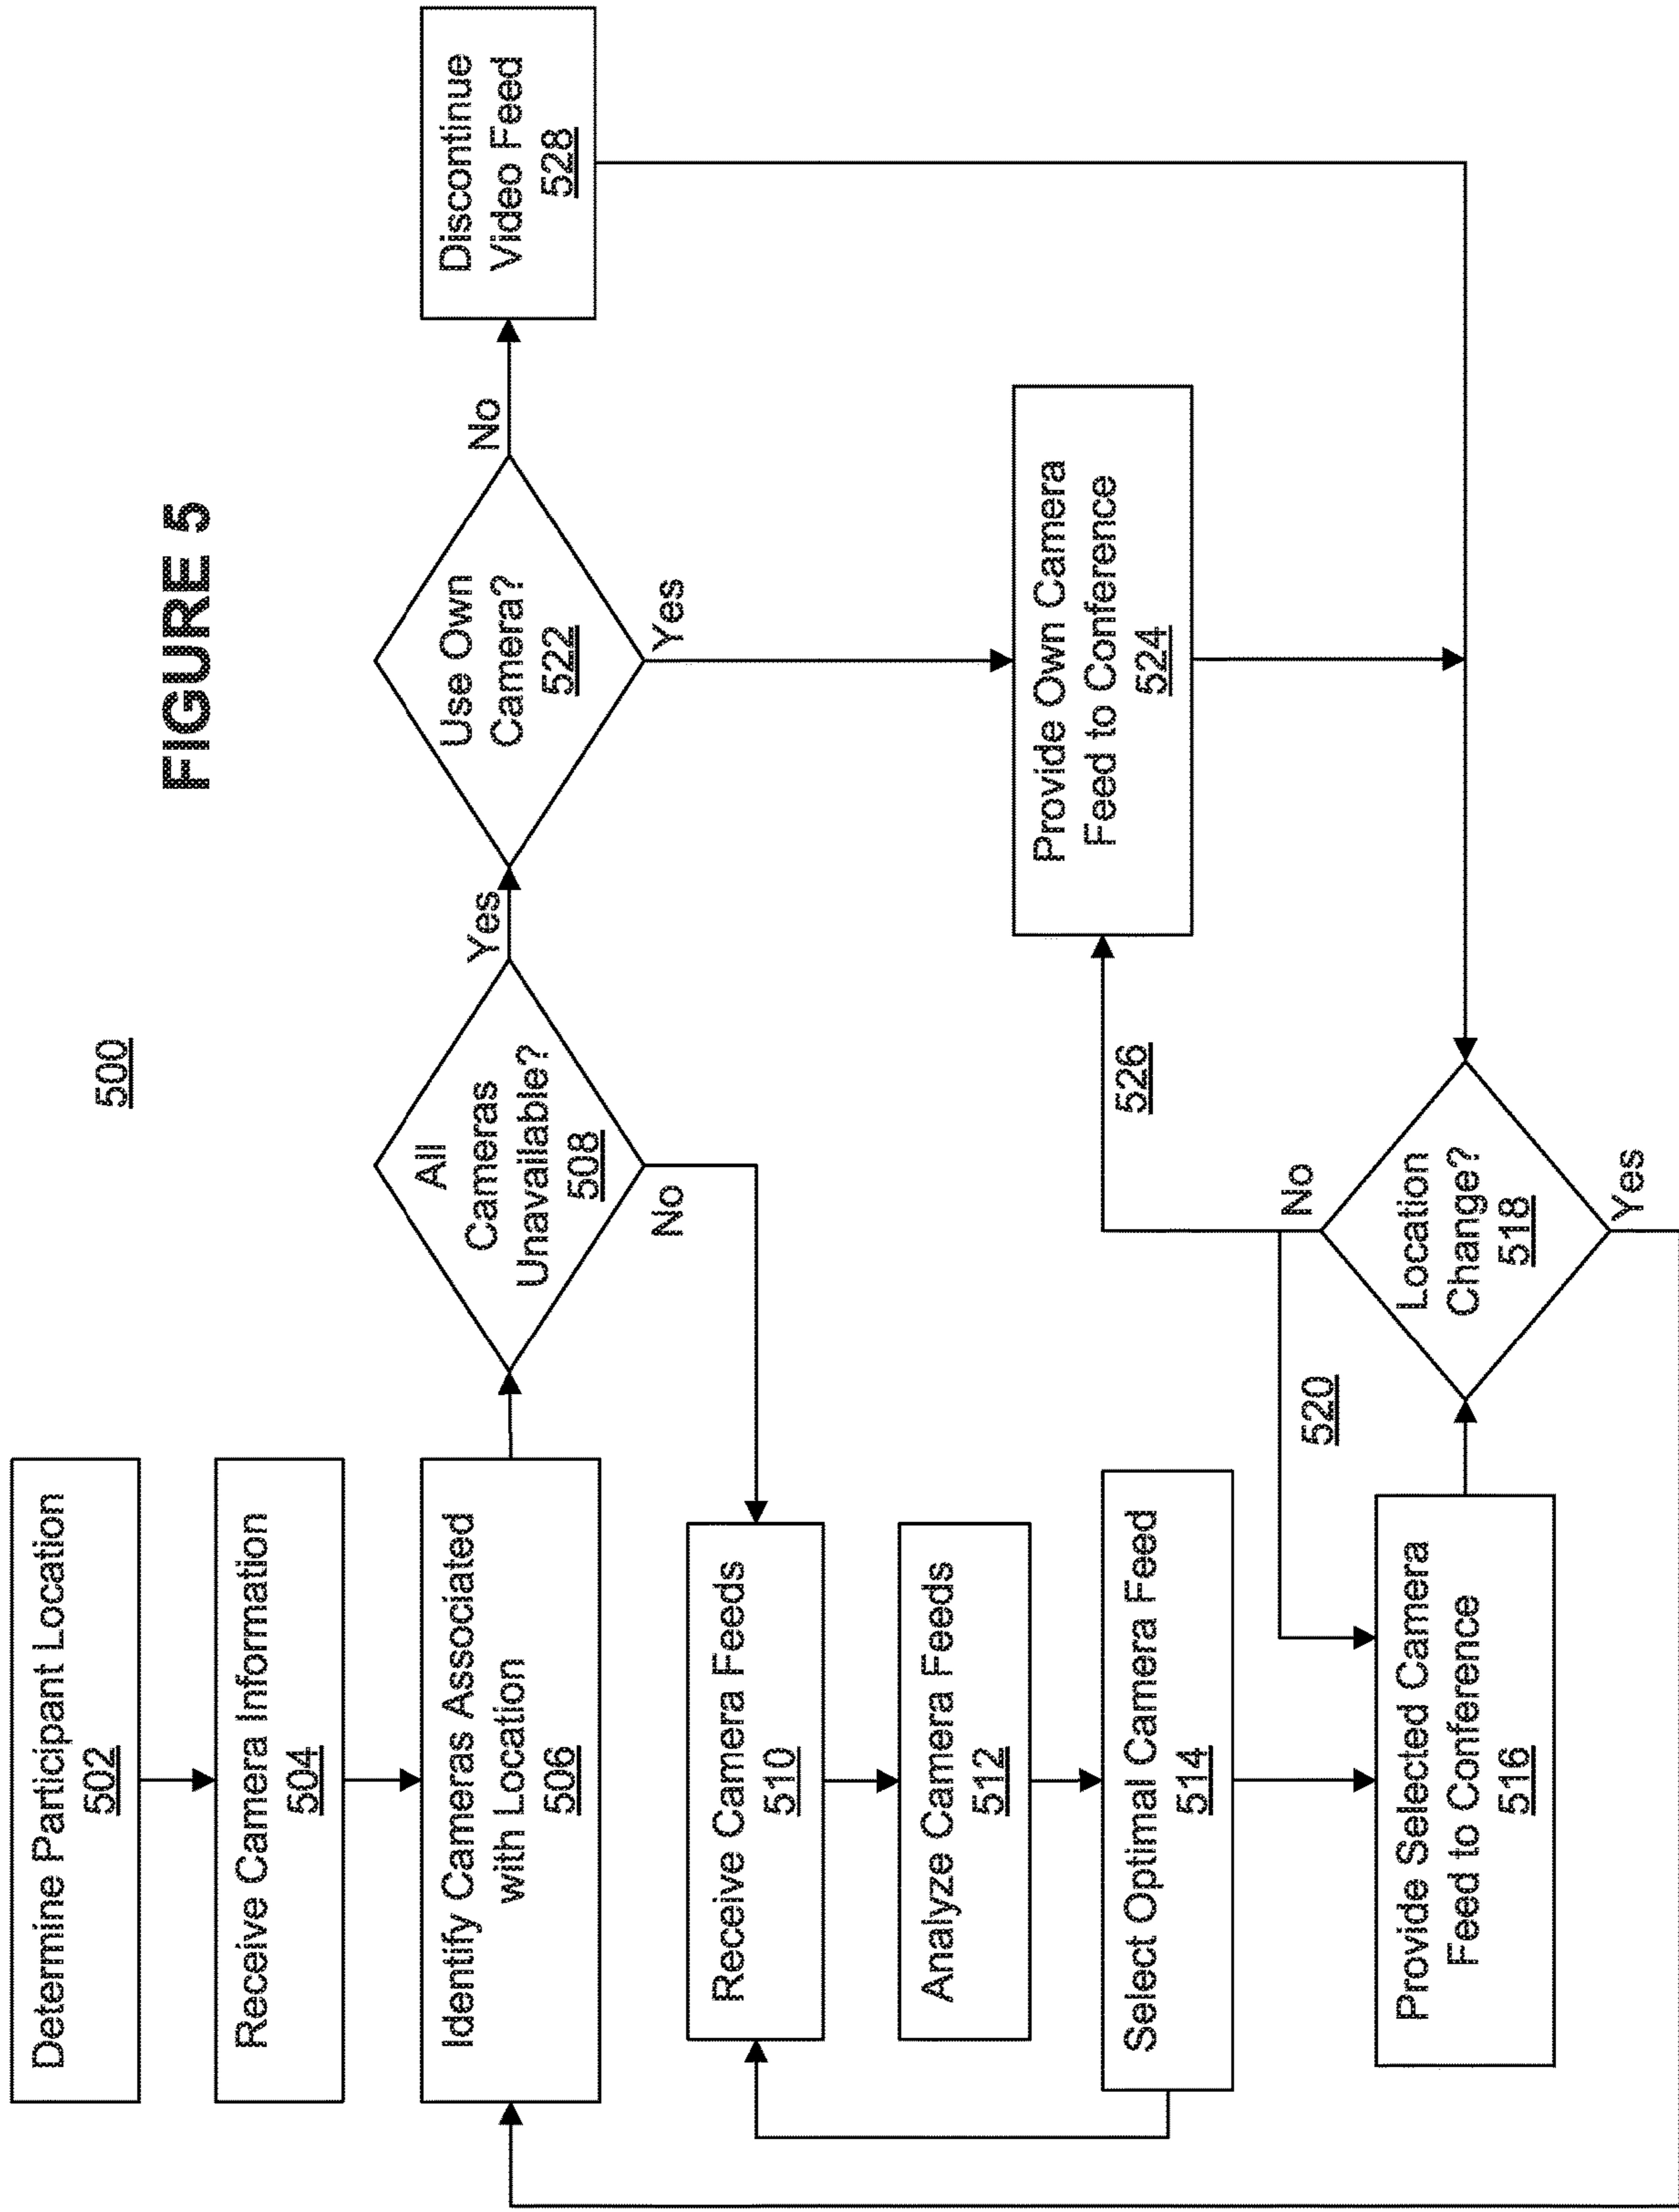 FIGURE 5
500
Determine Participant Location
502
Receive Camera Information
504
Identify Cameras Associated
with Location
506
All
Cameras
Unavailable?
508
Yes
No
Use Own
Camera?
522
No
Yes
Discontinue
Video Feed
528
Receive Camera Feeds
510
Analyze Camera Feeds
512
Select Optimal Camera Feed
514
Provide Selected Camera
Feed to Conference
516
520
Location
Change?
518
No
Yes
526
Provide Own Camera
Feed to Conference
524